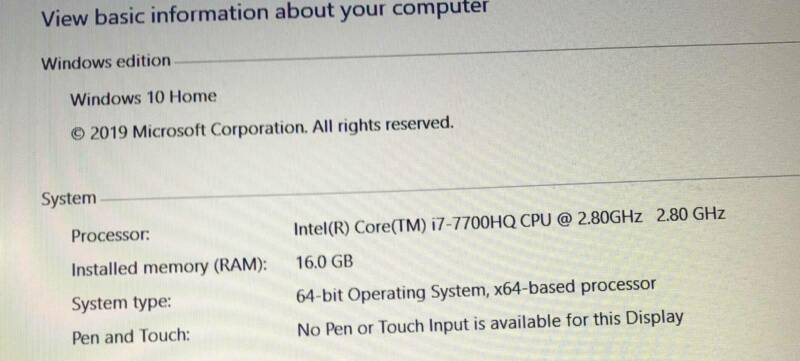 View basic information about your computer
Windows edition
Windows 10 Home
© 2019 Microsoft Corporation. All rights reserved.
System
Processor: Intel(R) Core(TM) i7-7700HQ CPU @ 2.80GHz 2.80 GHz
Installed memory (RAM): 16.0 GB
System type: 64-bit Operating System, x64-based processor
Pen and Touch: No Pen or Touch Input is available for this Display